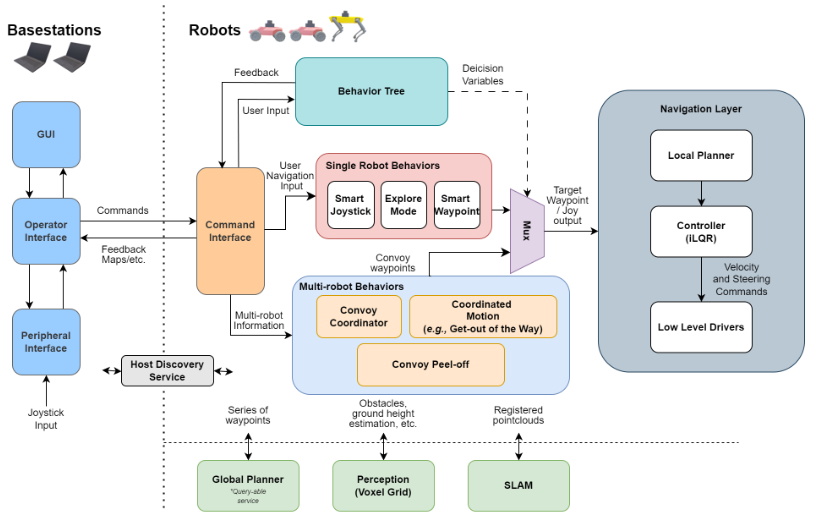 Basestations
Robots
Feedback
User Input
Behavior Tree
Deicision
Variables
GUI
Operator
Interface
Peripheral
Interface
Joystick
Input
Commands
Feedback
Maps/etc.
Command
Interface
User
Navigation
Input
Single Robot Behaviors
Smart
Joystick
Explore
Mode
Smart
Waypoint
Mux
Target
Waypoint
/ Joy
output
Convoy
waypoints
Multi-robot
Information
Multi-robot Behaviors
Convoy
Coordinator
Coordinated
Motion
(e.g., Get-out of the Way)
Convoy Peel-off
Navigation Layer
Local Planner
Controller
(iLQR)
Velocity
and Steering
Commands
Low Level Drivers
Host Discovery
Service
Series of
waypoints
Obstacles,
ground height
estimation, etc.
Registered
pointclouds
Global Planner
*Query-able
service
Perception
(Voxel Grid)
SLAM